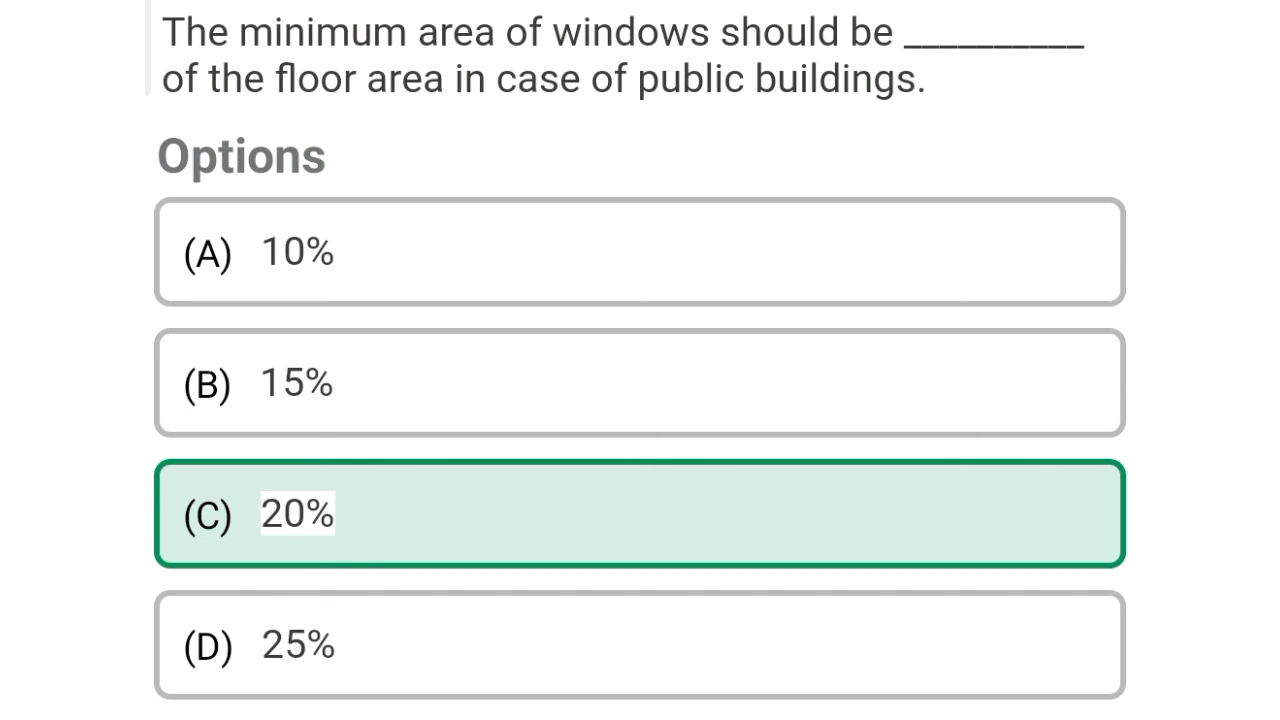 The minimum area of windows should be __________
of the floor area in case of public buildings.
Options
(A) 10%
(B) 15%
(C) 20%
(D) 25%